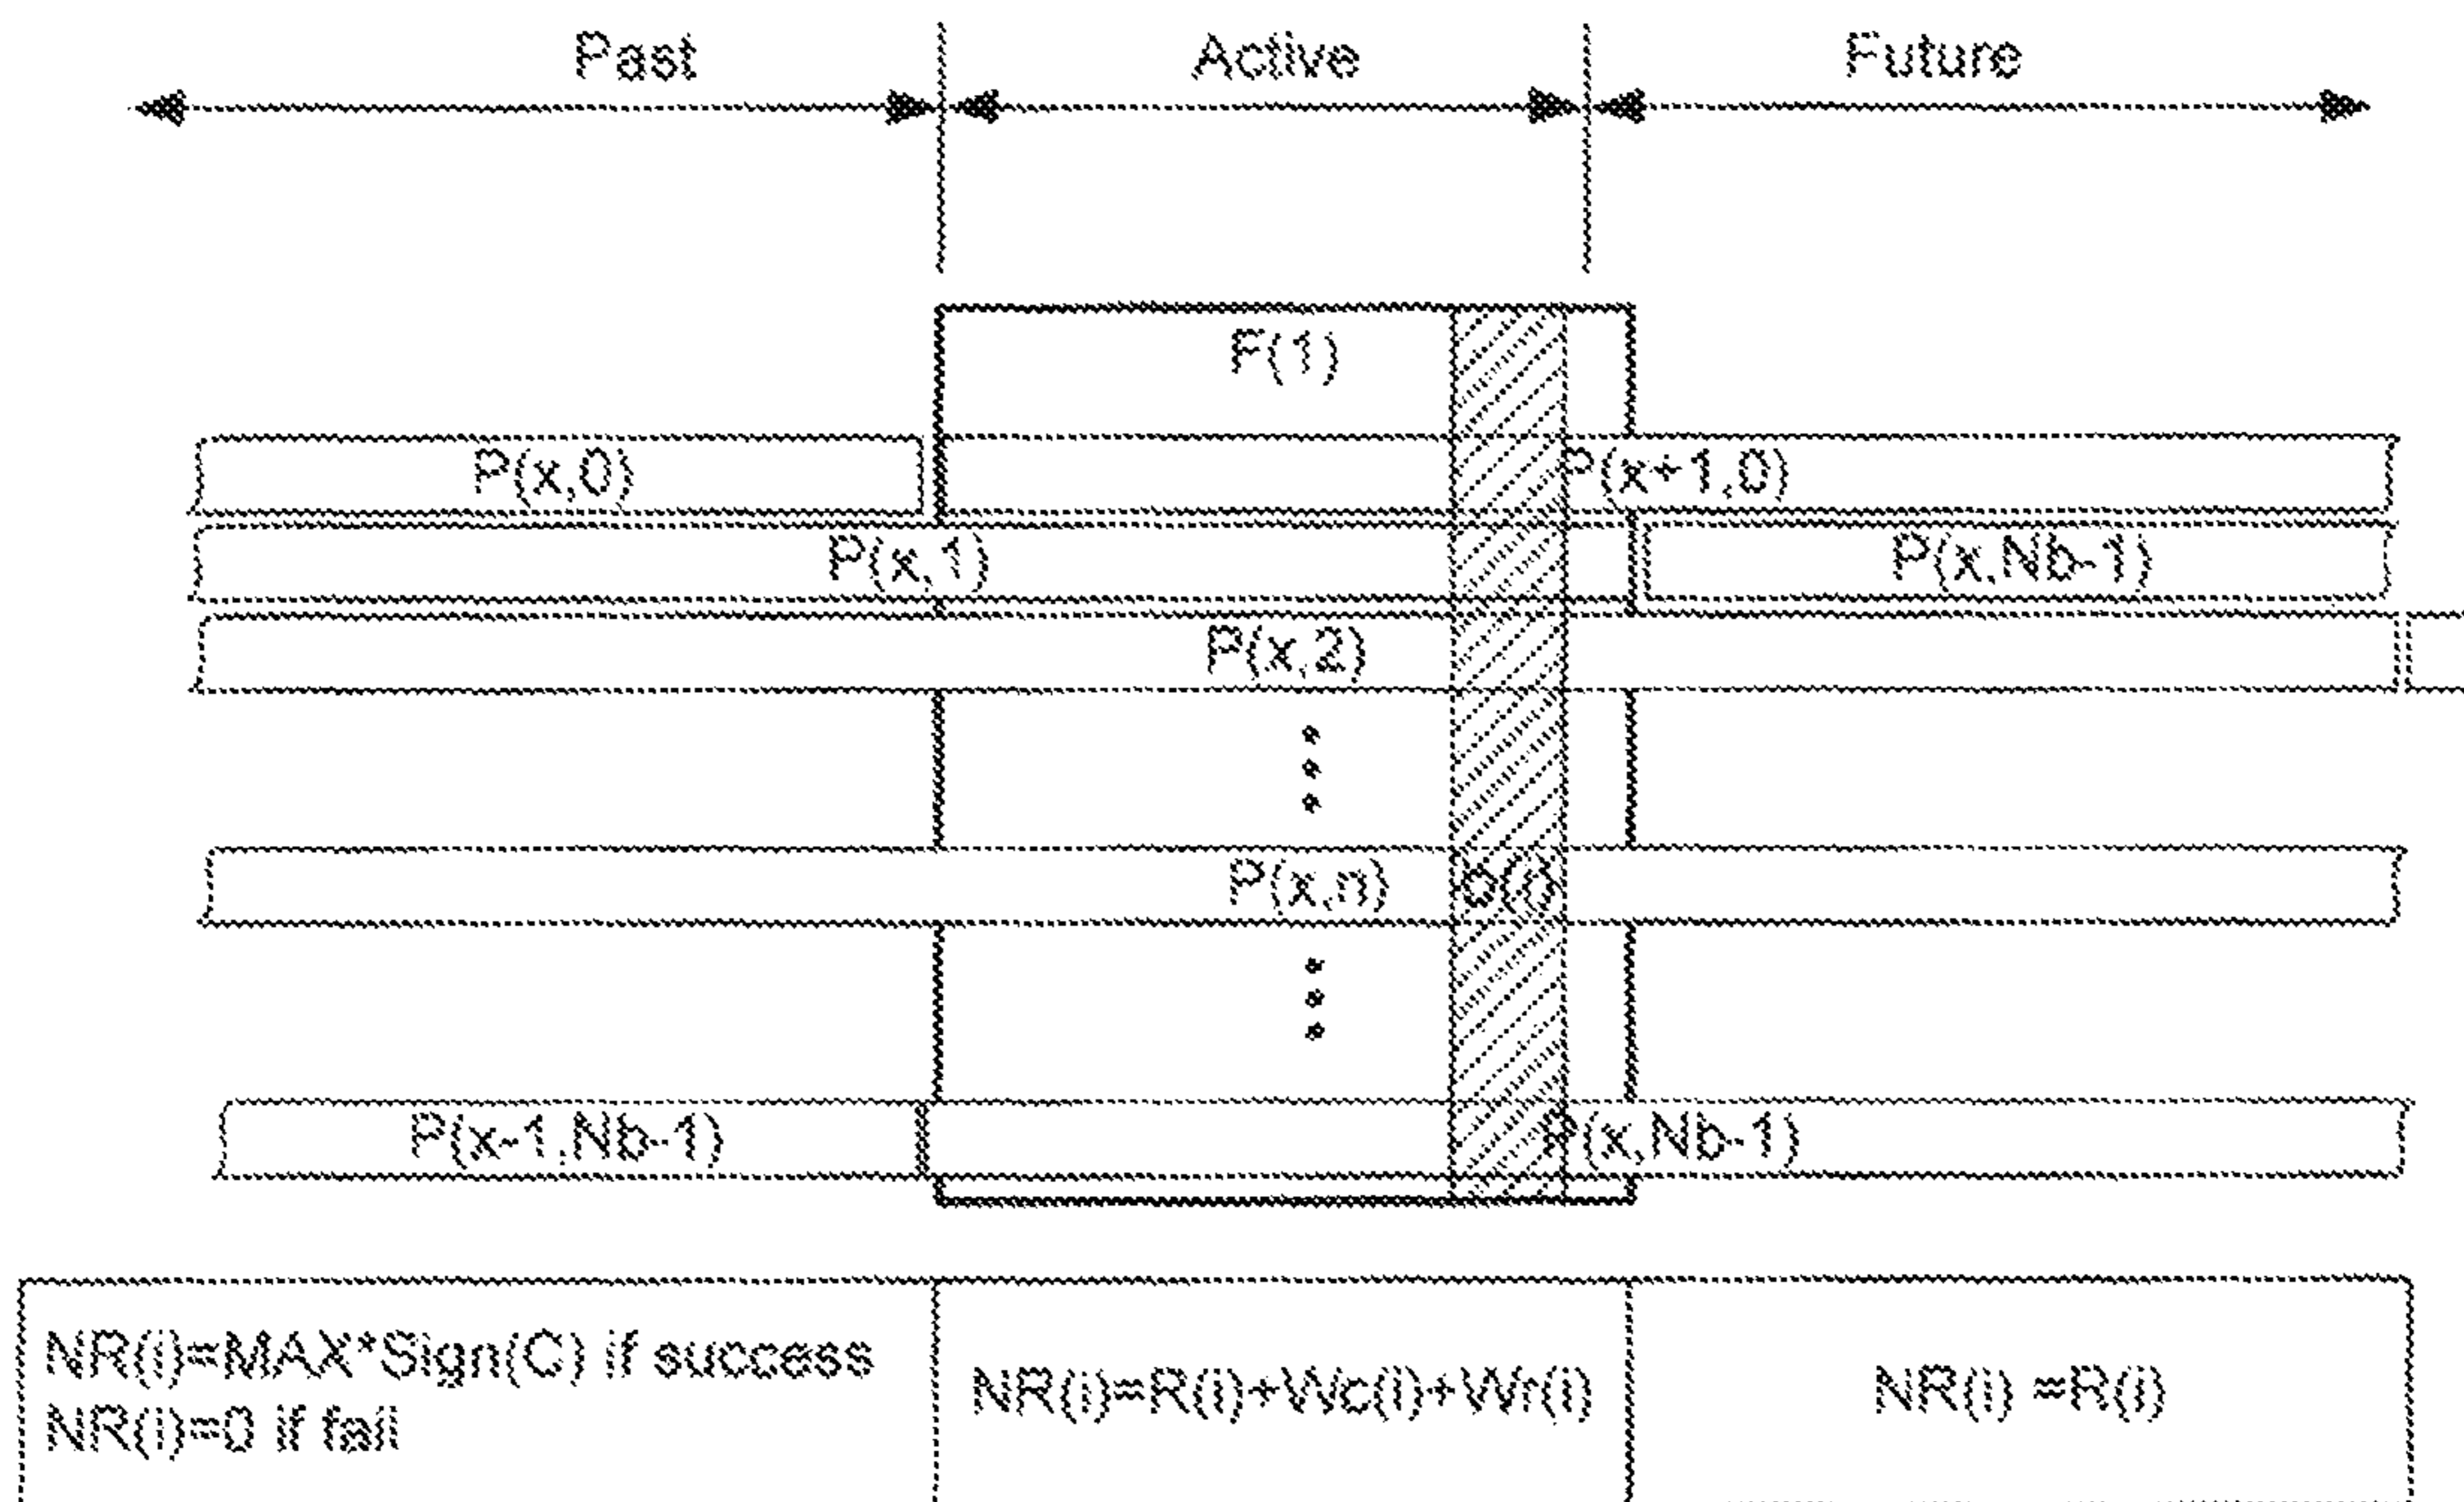 Past Active Future
F(1)
P(x,0) P(x+1,0)
P(x,1) P(x,Nb-1)
P(x,2)
P(x,n) b(i)
P(x-1,Nb-1) P(x,Nb-1)
NR(i)=MAX*Sign(C) if success
NR(i)=0 if fail
NR(i)=R(i)+Wc(i)+Wr(i)
NR(i) =R(i)